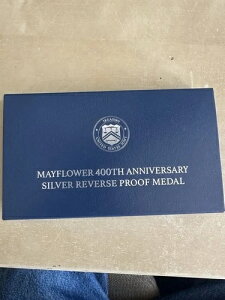 MAYFLOWER 400TH ANNIVERSARY
SILVER REVERSE PROOF MEDAL